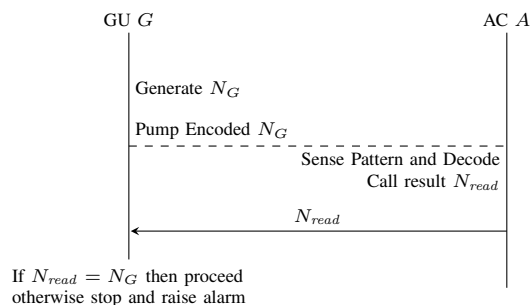 GU G
AC A
Generate N_G
Pump Encoded N_G
Sense Pattern and Decode
Call result N_read
N_read
If N_read = N_G then proceed
otherwise stop and raise alarm